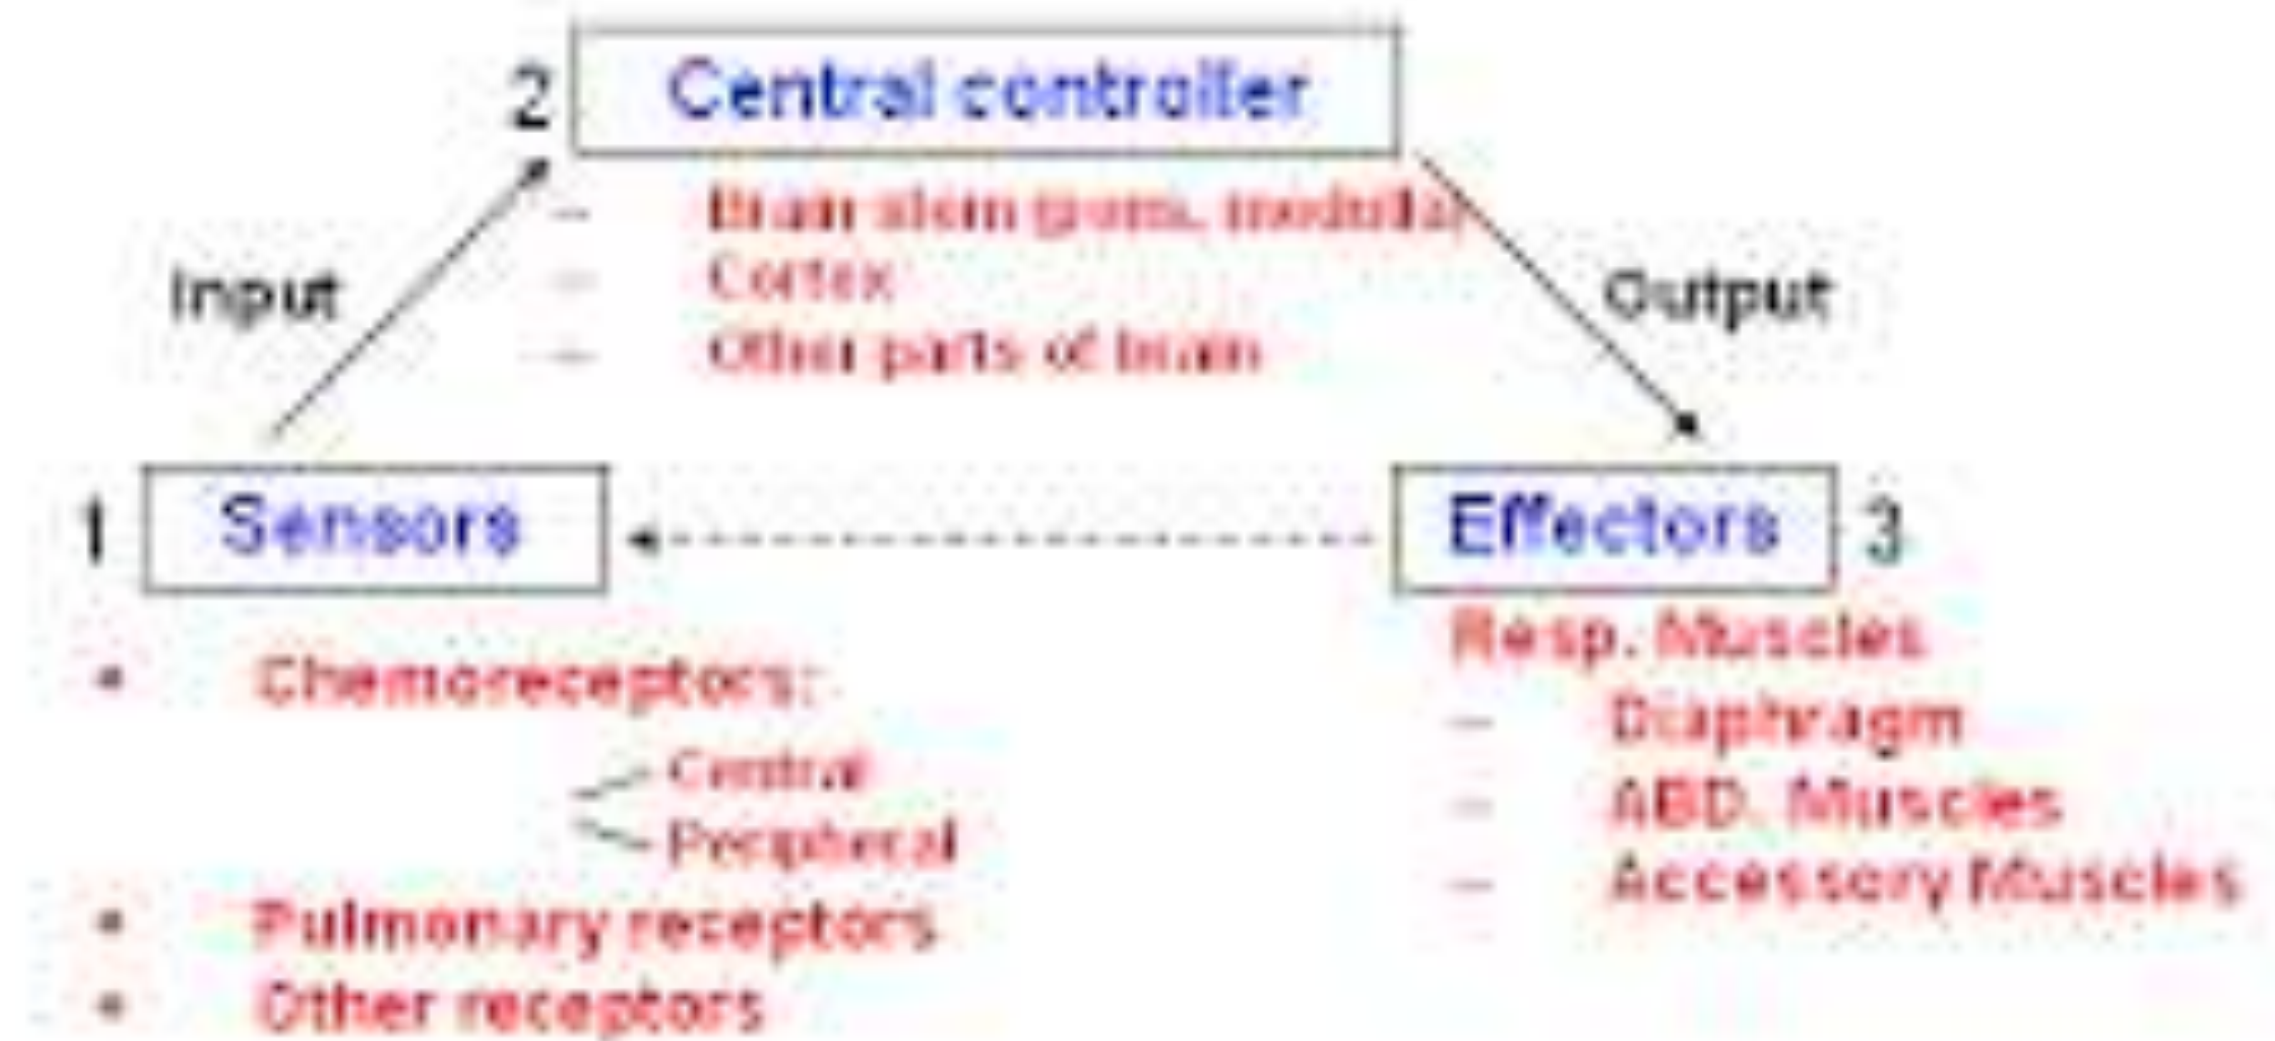 2 Central controller
– Brain stem (pons, medulla)
– Cortex
– Other parts of brain
Input
Output
1 Sensors
Effectors 3
• Chemoreceptors:
Central
Peripheral
• Pulmonary receptors
• Other receptors
Resp. Muscles
– Diaphragm
– ABD. Muscles
– Accessory Muscles